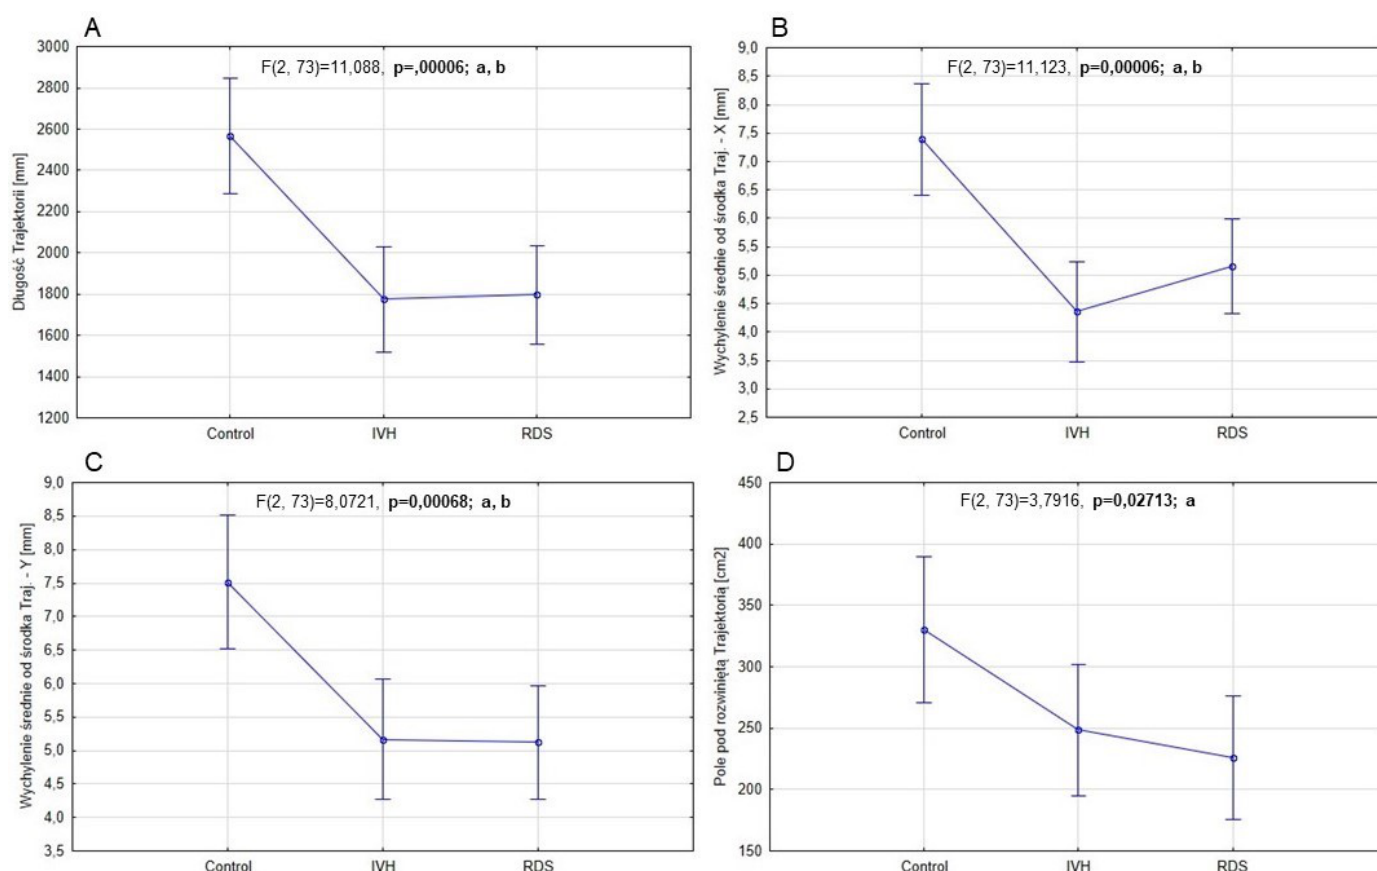 A
F(2, 73)=11,088, p=,00006; a, b
Długość Trajektorii [mm]
3000
2800
2600
2400
2200
2000
1800
1600
1400
1200
Control IVH RDS
B
F(2, 73)=11,123, p=0,00006; a, b
Wychylenie średnie od środka Traj. - X [mm]
9,0
8,5
8,0
7,5
7,0
6,5
6,0
5,5
5,0
4,5
4,0
3,5
3,0
2,5
Control IVH RDS
C
F(2, 73)=8,0721, p=0,00068; a, b
Wychylenie średnie od środka Traj. - Y [mm]
9,0
8,5
8,0
7,5
7,0
6,5
6,0
5,5
5,0
4,5
4,0
3,5
Control IVH RDS
D
F(2, 73)=3,7916, p=0,02713; a
Pole pod rozwiniętą Trajektorią [cm2]
450
400
350
300
250
200
150
Control IVH RDS